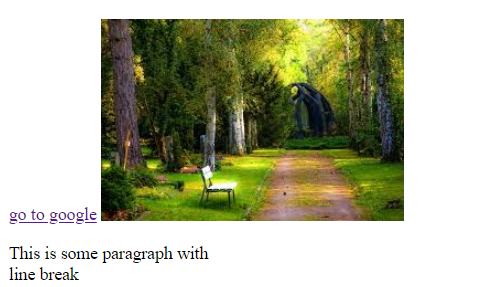 go to google
This is some paragraph with
line break